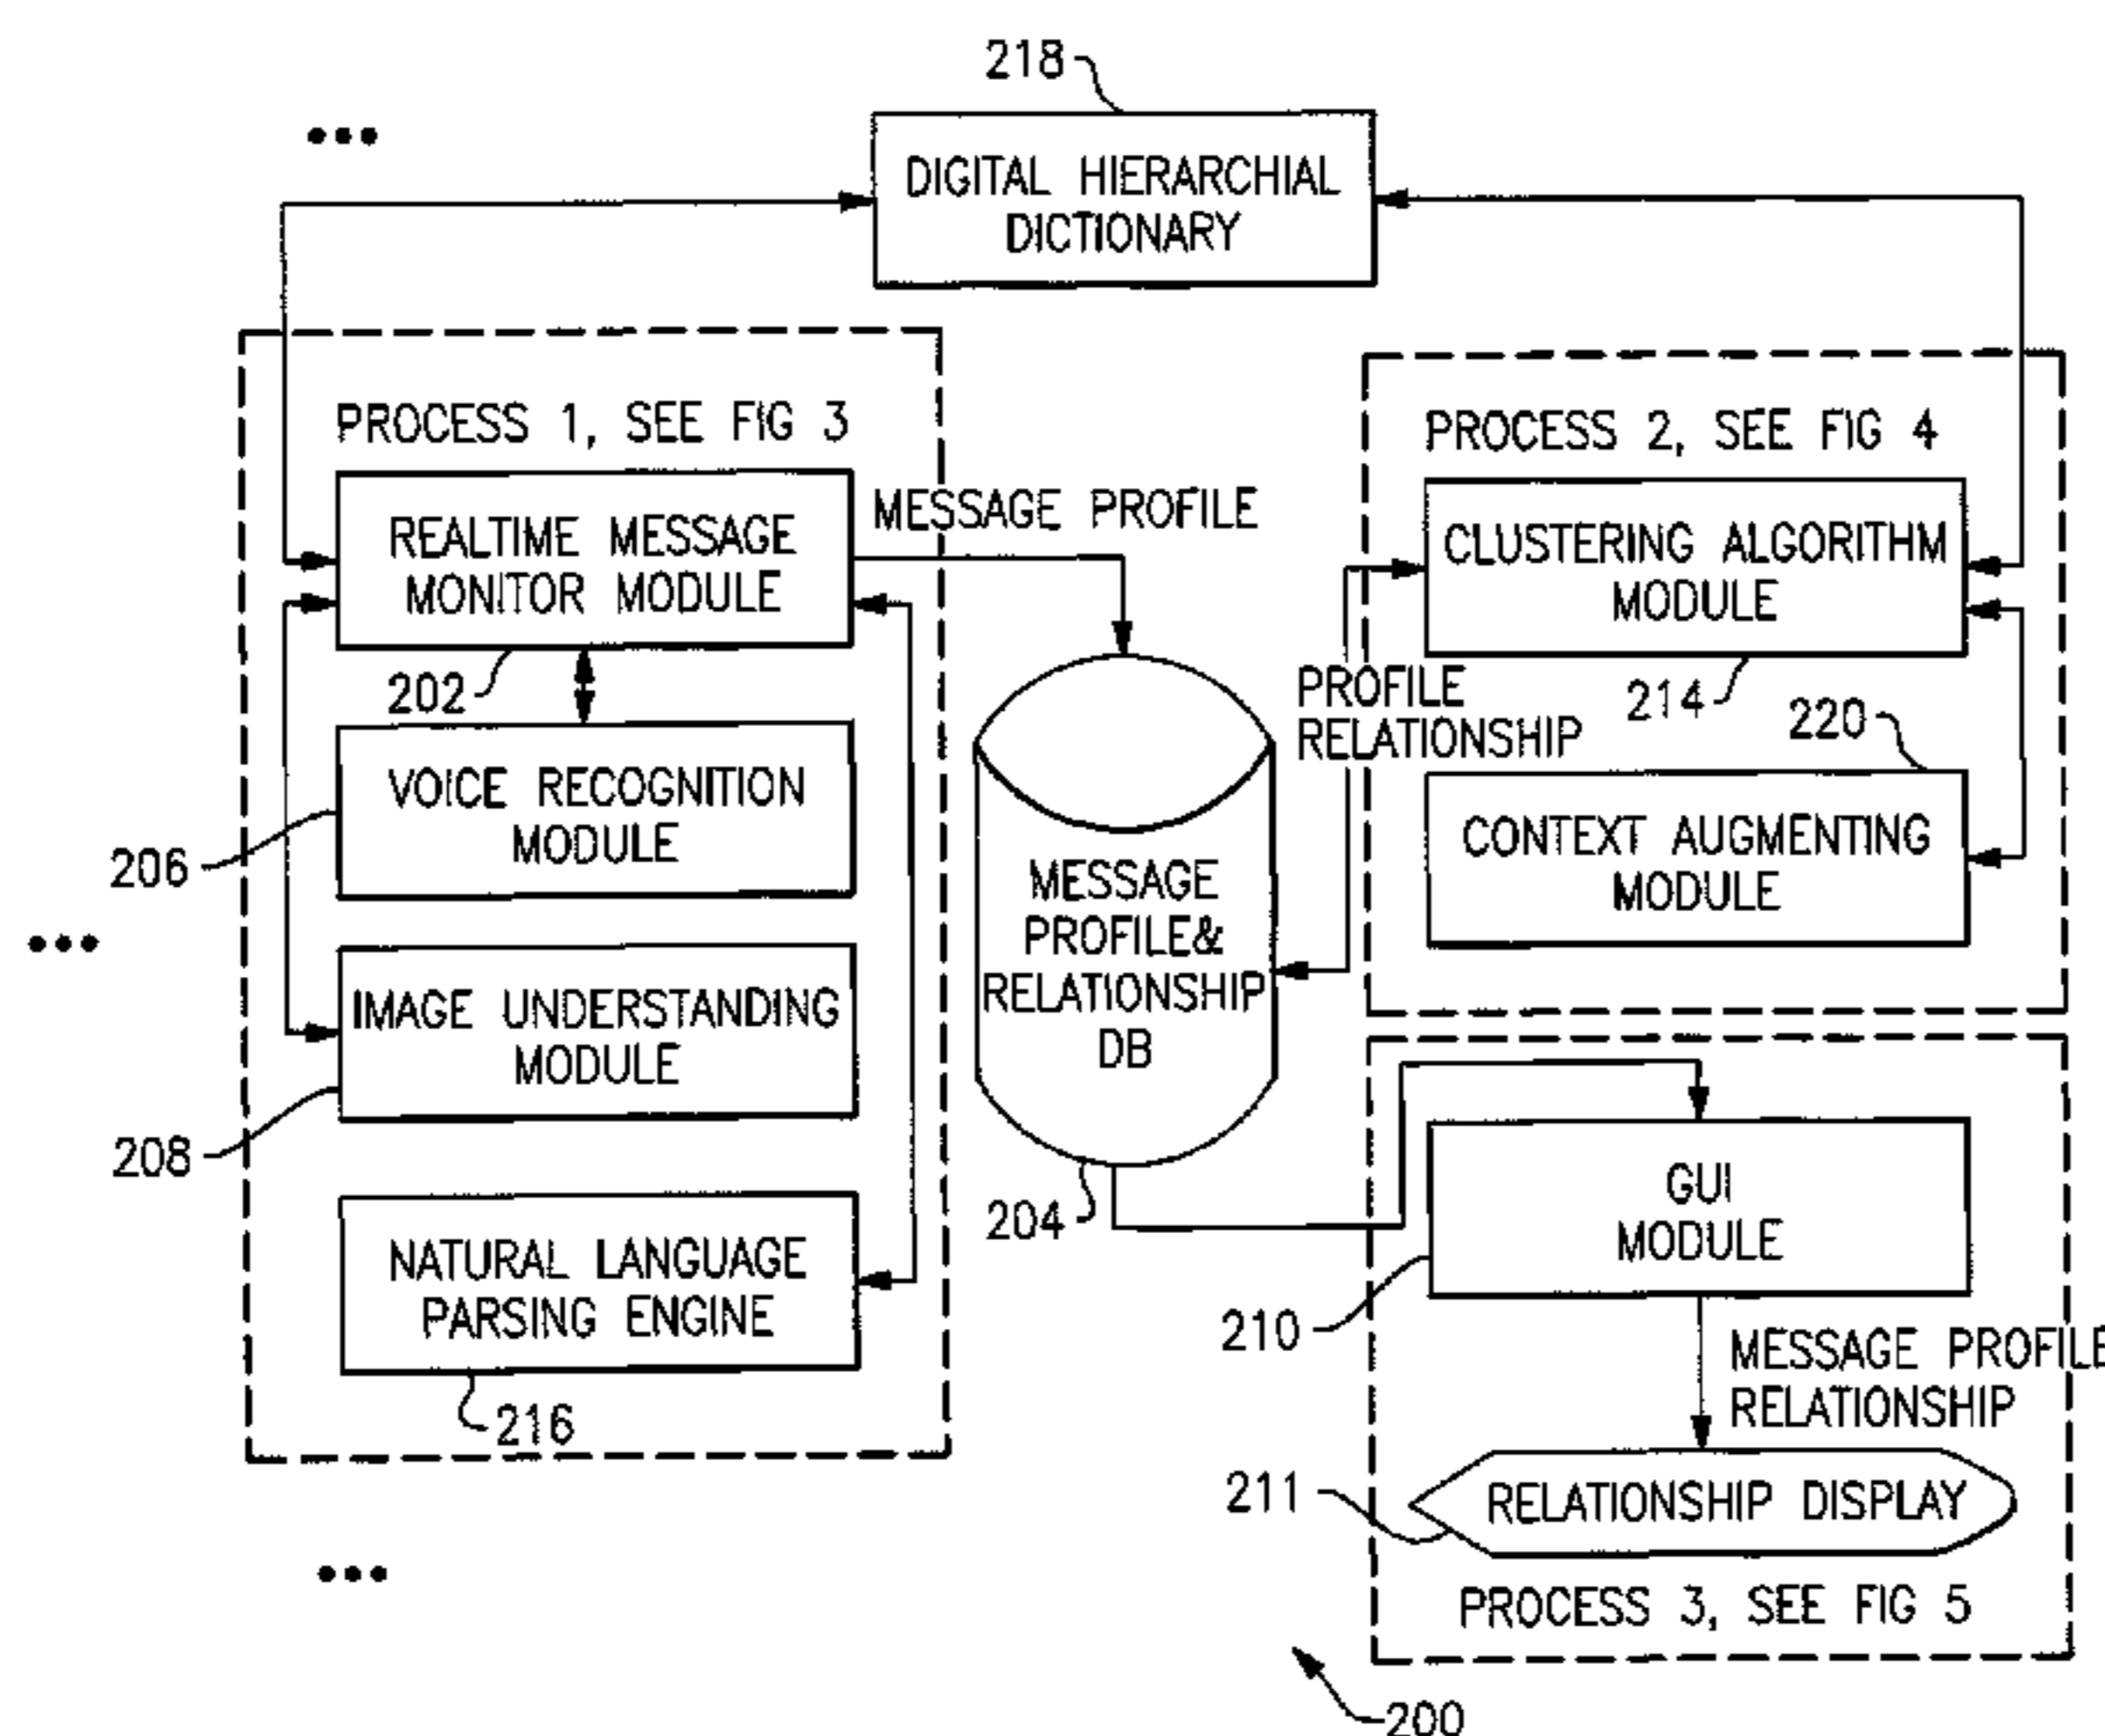 218
•••
DIGITAL HIERARCHIAL
DICTIONARY
PROCESS 1, SEE FIG 3
REALTIME MESSAGE
MONITOR MODULE
202
VOICE RECOGNITION
MODULE
206
•••
IMAGE UNDERSTANDING
MODULE
208
NATURAL LANGUAGE
PARSING ENGINE
216
•••
MESSAGE PROFILE
MESSAGE
PROFILE&
RELATIONSHIP
DB
204
PROFILE
RELATIONSHIP
PROCESS 2, SEE FIG 4
CLUSTERING ALGORITHM
MODULE
214
220
CONTEXT AUGMENTING
MODULE
GUI
MODULE
210
MESSAGE PROFILE
RELATIONSHIP
211
RELATIONSHIP DISPLAY
PROCESS 3, SEE FIG 5
200